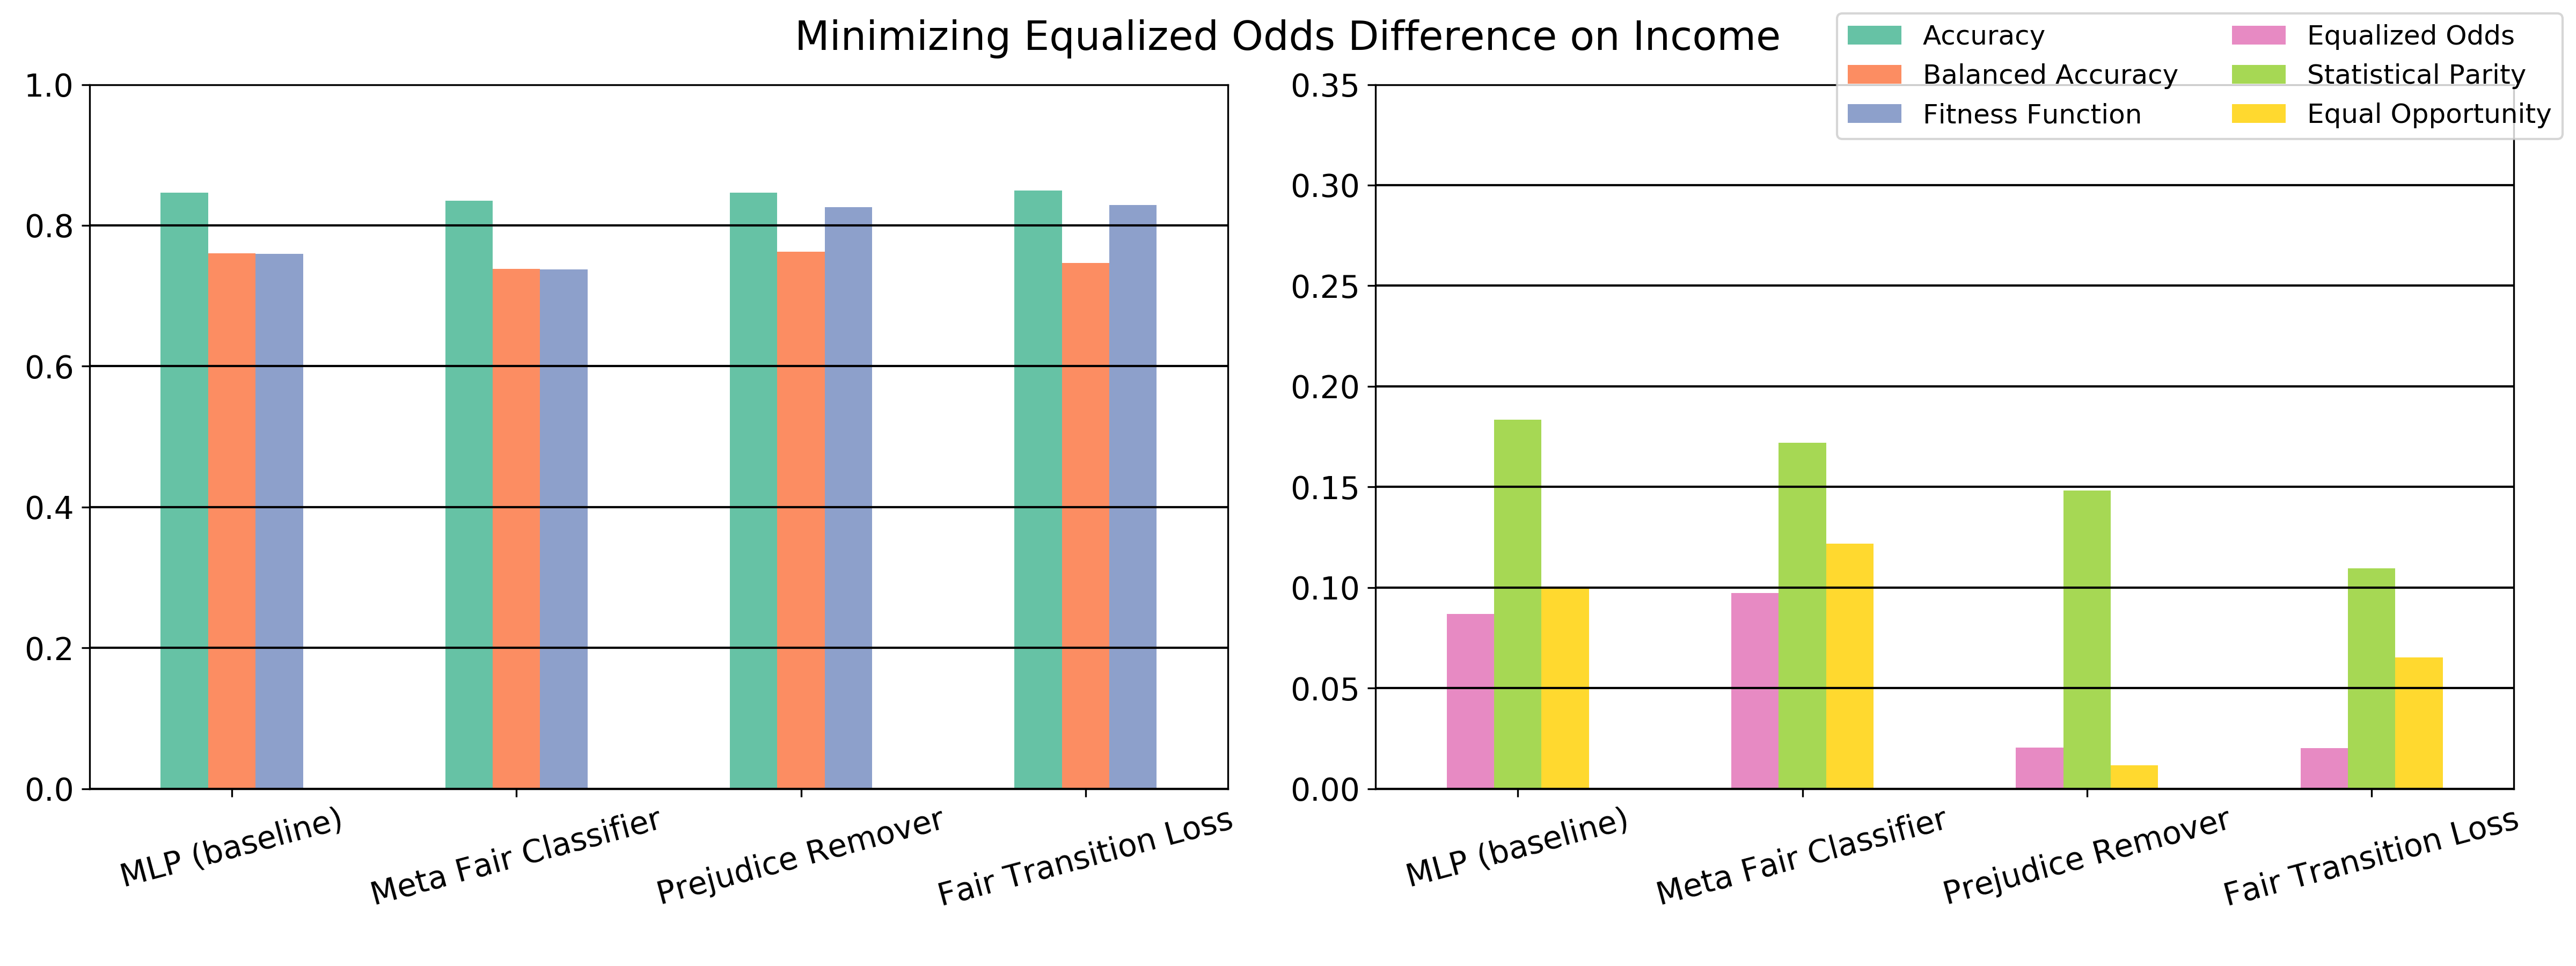 Minimizing Equalized Odds Difference on Income
Accuracy
Balanced Accuracy
Fitness Function
Equalized Odds
Statistical Parity
Equal Opportunity
1.0
0.8
0.6
0.4
0.2
0.0
MLP (baseline)
Meta Fair Classifier
Prejudice Remover
Fair Transition Loss
0.35
0.30
0.25
0.20
0.15
0.10
0.05
0.00
MLP (baseline)
Meta Fair Classifier
Prejudice Remover
Fair Transition Loss